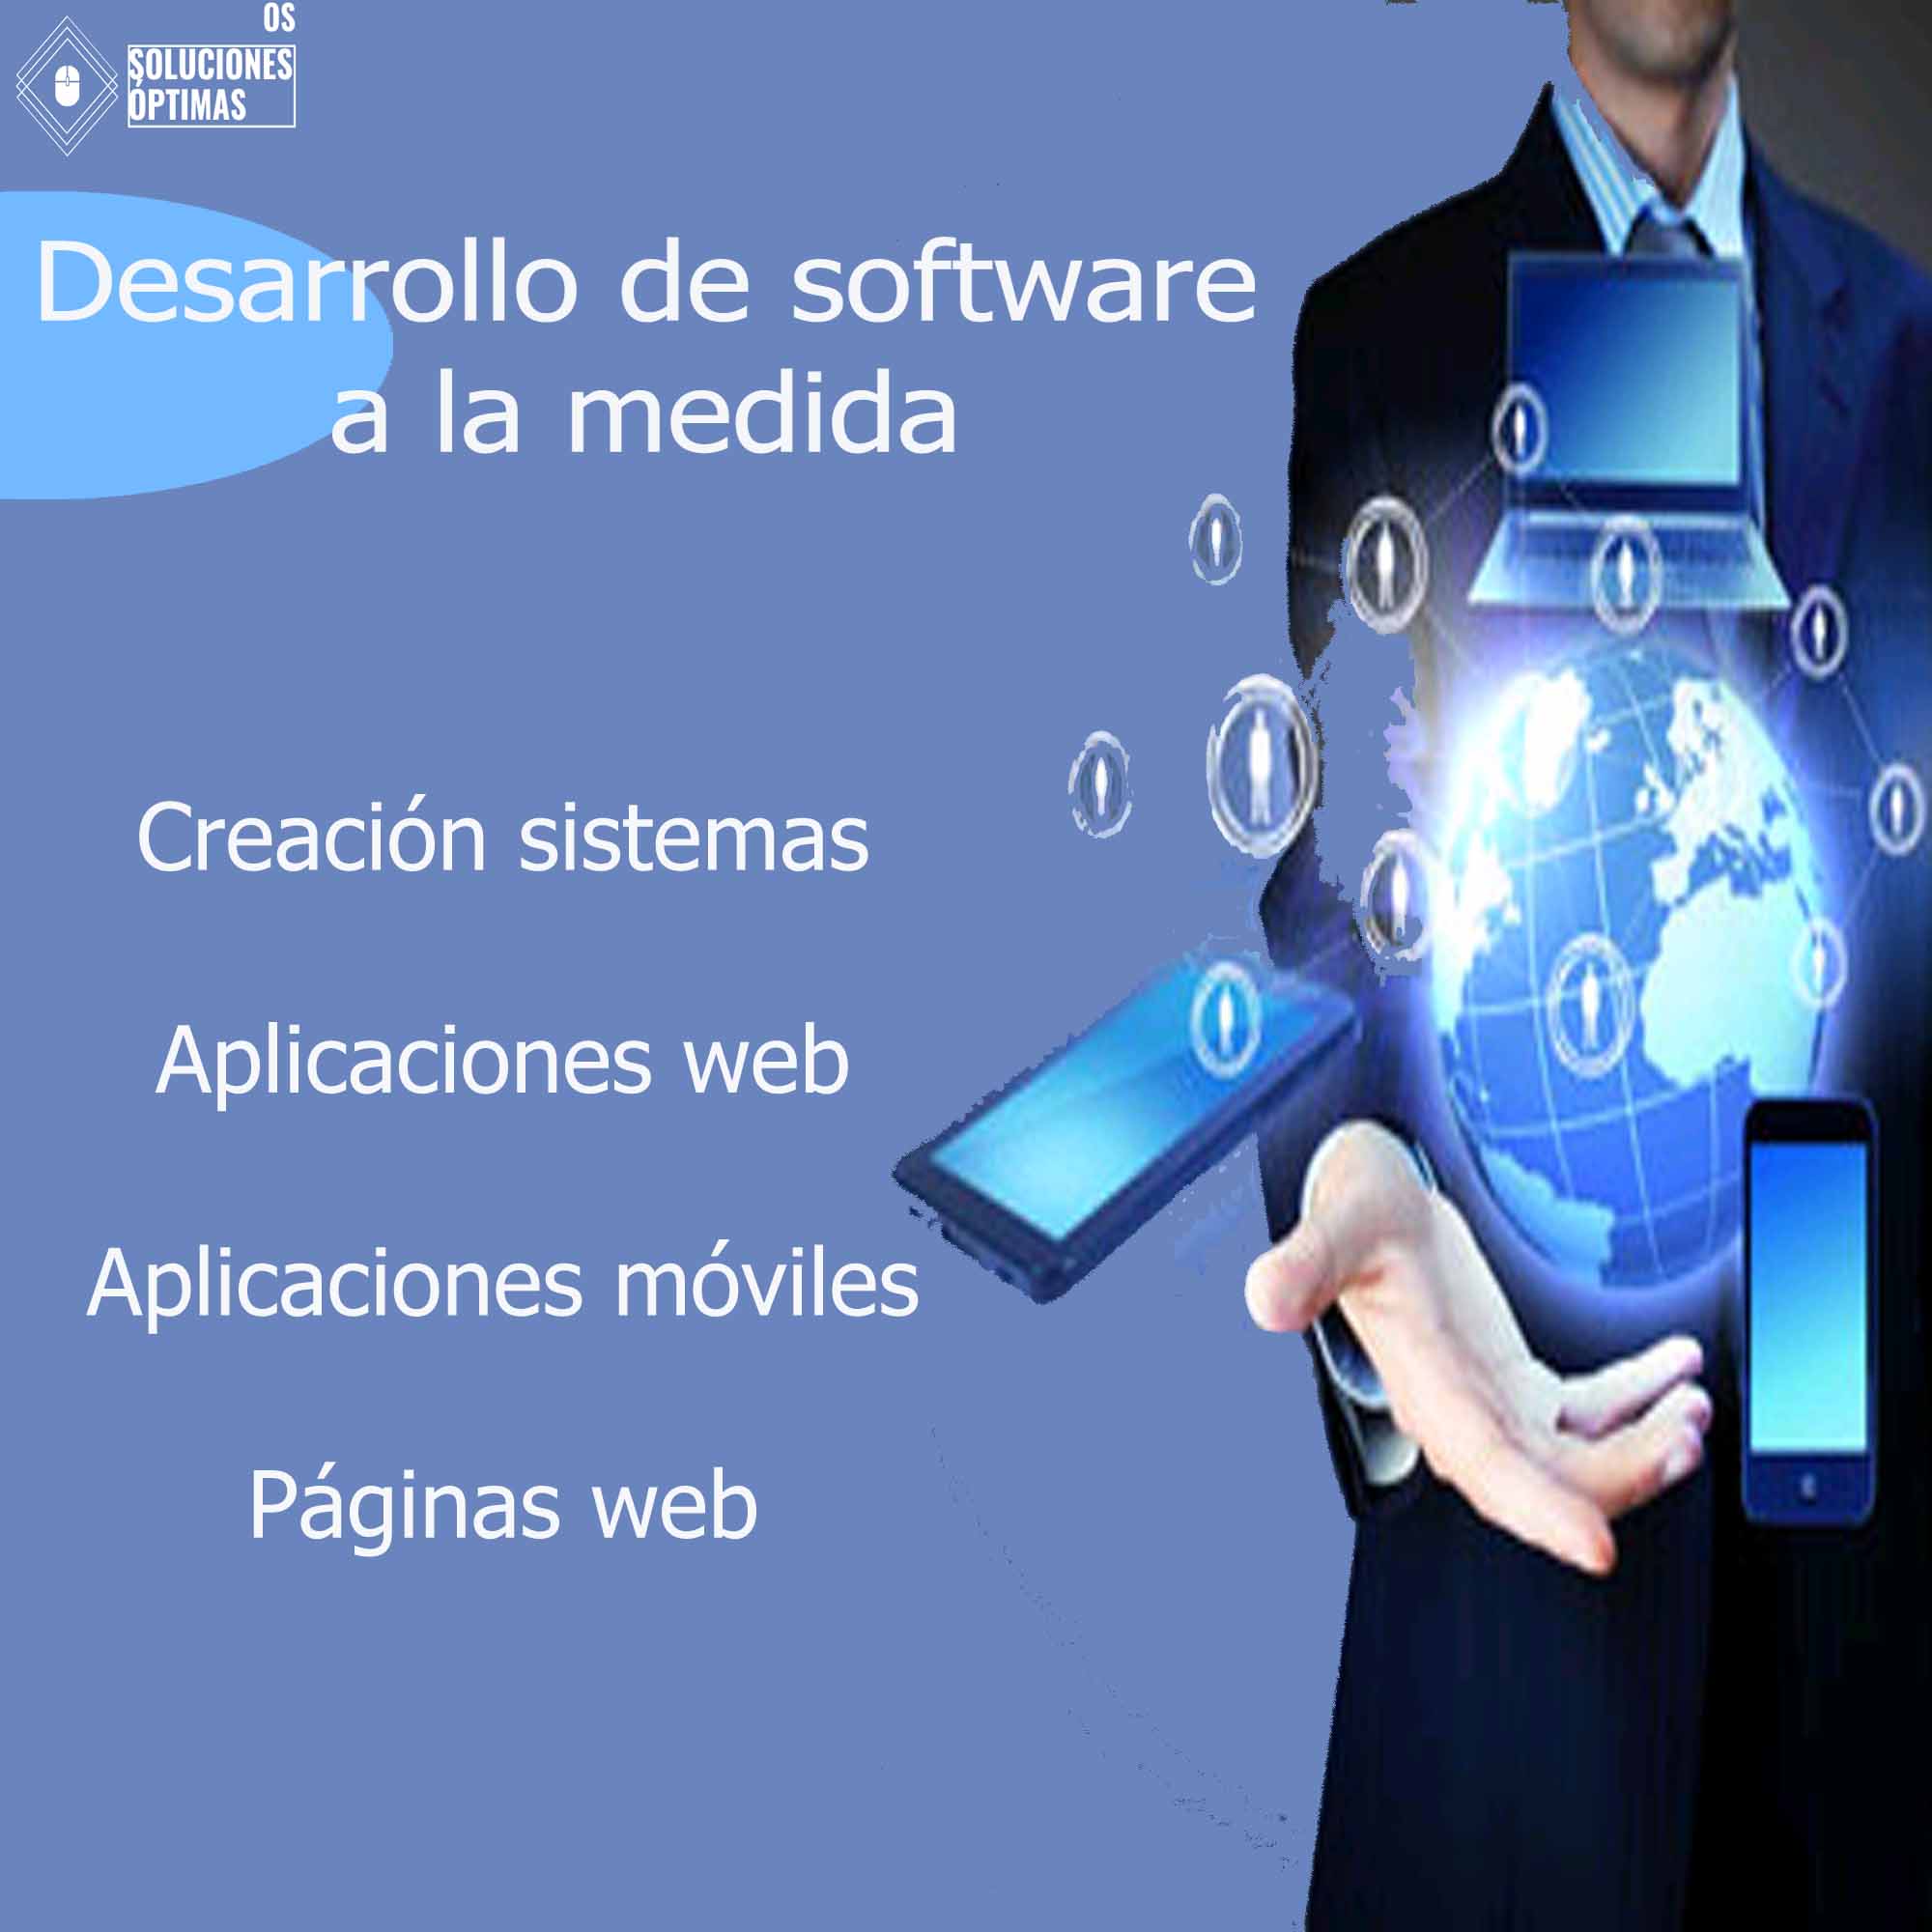 OS
SOLUCIONES
ÓPTIMAS
Desarrollo de software
a la medida
Creación sistemas
Aplicaciones web
Aplicaciones móviles
Páginas web